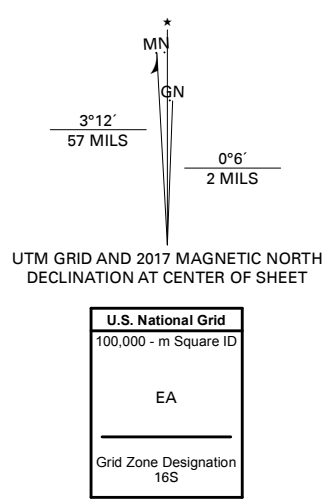 ★
MN
GN
3°12´
57 MILS
0°6´
2 MILS
UTM GRID AND 2017 MAGNETIC NORTH
DECLINATION AT CENTER OF SHEET
U.S. National Grid
100,000 - m Square ID
EA
Grid Zone Designation
16S